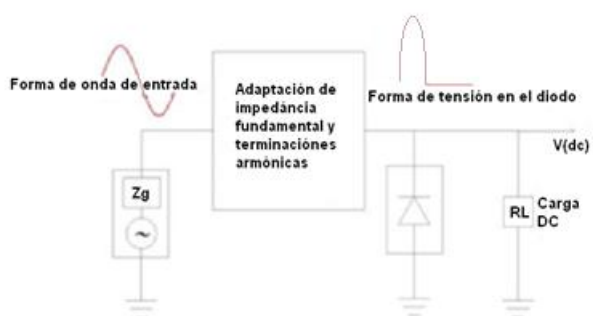 Forma de onda de entrada
Adaptación de
impedáncia
fundamental y
terminaciónes
armónicas
Forma de tensión en el diodo
V(dc)
Zg
RL
Carga
DC